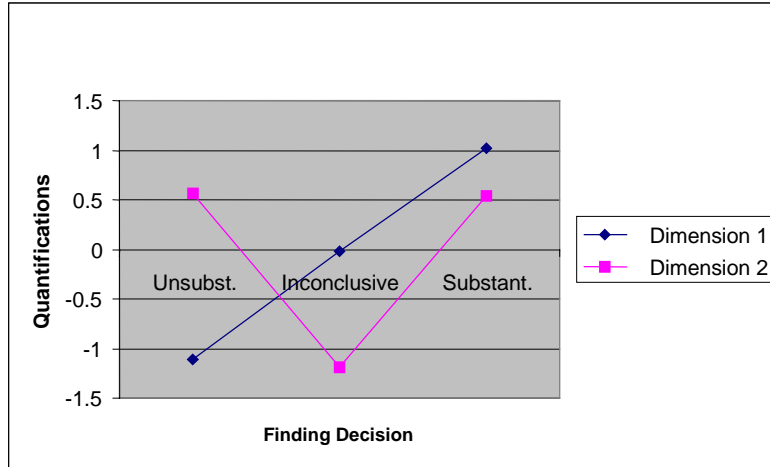 1.5
1
0.5
0
-0.5
-1
-1.5
Quantifications
Unsubst. Inconclusive Substant.
Finding Decision
Dimension 1
Dimension 2